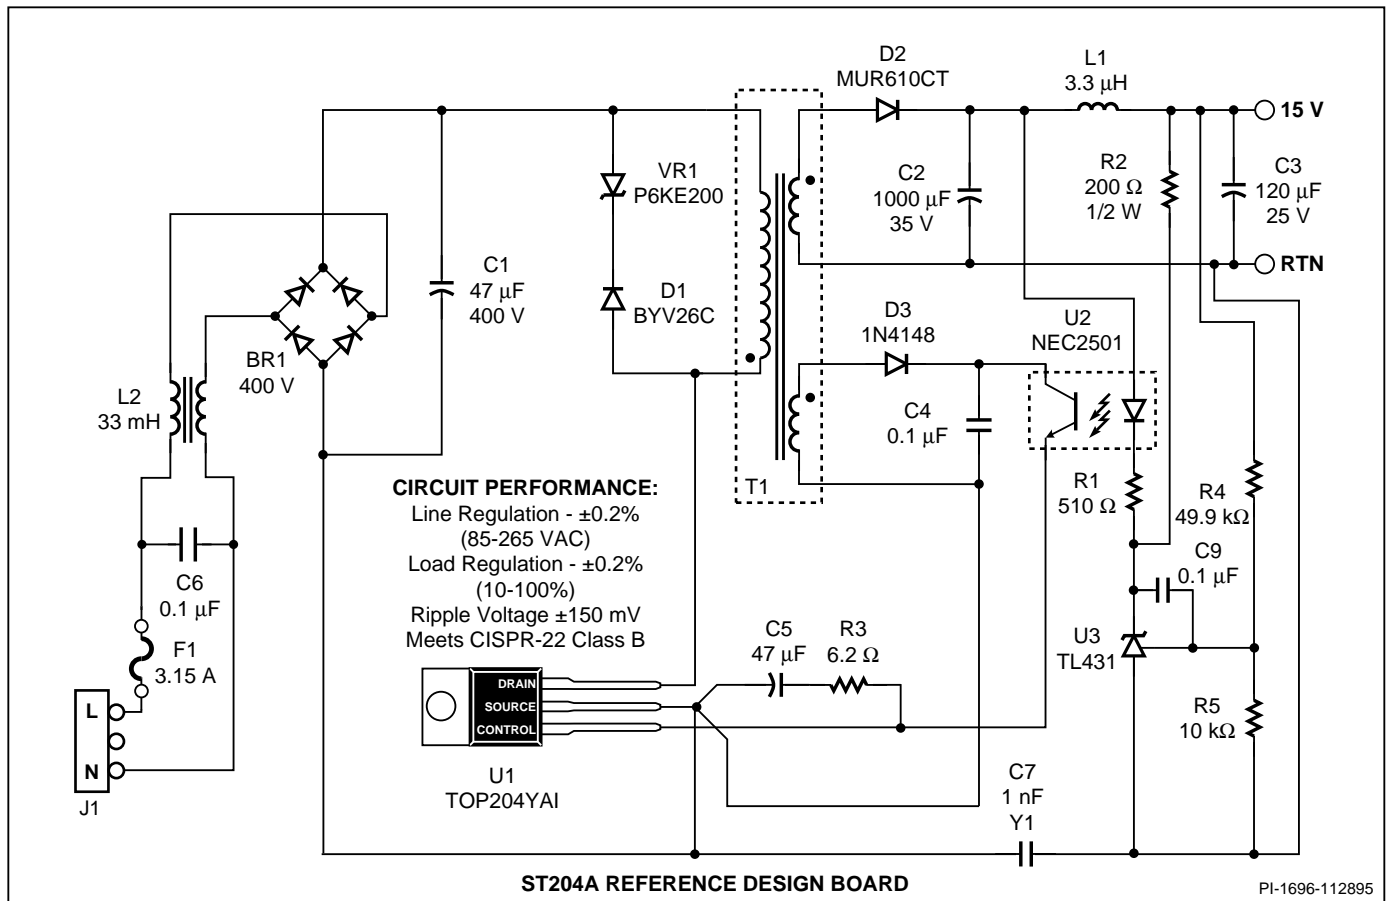 D2
MUR610CT
L1
3.3 µH
15 V
VR1
P6KE200
C2
1000 µF
35 V
R2
200 Ω
1/2 W
C3
120 µF
25 V
RTN
C1
47 µF
400 V
D1
BYV26C
D3
1N4148
U2
NEC2501
BR1
400 V
L2
33 mH
C4
0.1 µF
T1
R1
510 Ω
R4
49.9 kΩ
CIRCUIT PERFORMANCE:
Line Regulation - ±0.2%
(85-265 VAC)
Load Regulation - ±0.2%
(10-100%)
Ripple Voltage ±150 mV
Meets CISPR-22 Class B
C6
0.1 µF
C9
0.1 µF
F1
3.15 A
C5
47 µF
R3
6.2 Ω
U3
TL431
DRAIN
SOURCE
CONTROL
L
N
J1
R5
10 kΩ
U1
TOP204YAI
C7
1 nF
Y1
ST204A REFERENCE DESIGN BOARD
PI-1696-112895